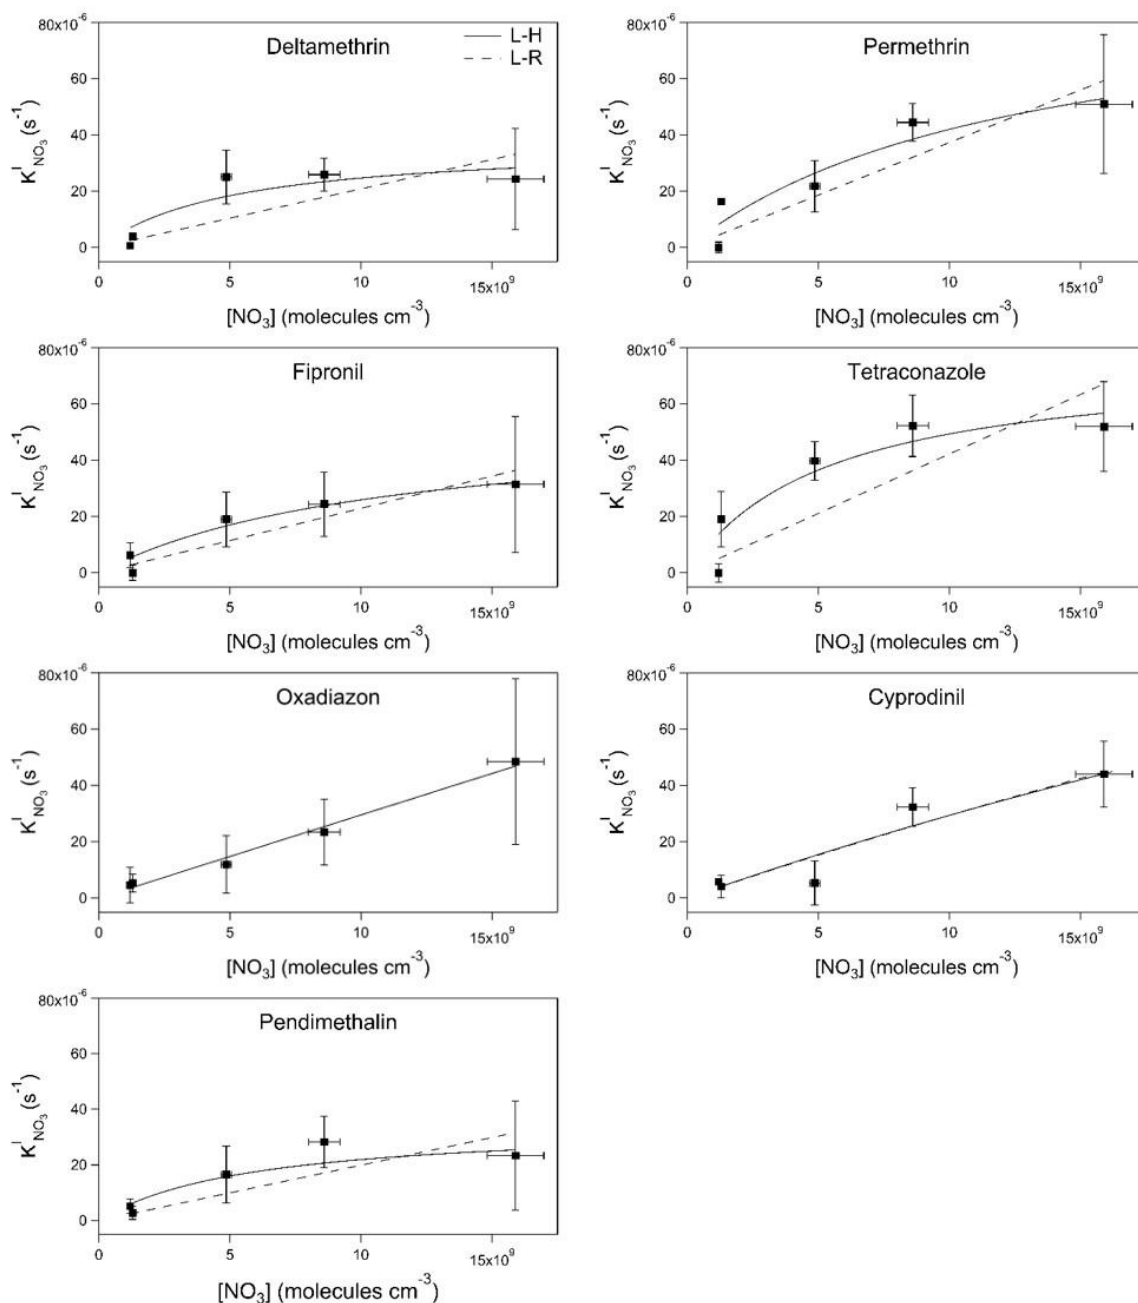 Deltamethrin
L-H
L-R
80x10⁻⁶
60
40
20
0
K^I_NO₃ (s⁻¹)
0 5 10 15x10⁹
[NO₃] (molecules cm⁻³)
Permethrin
80x10⁻⁶
60
40
20
0
K^I_NO₃ (s⁻¹)
0 5 10 15x10⁹
[NO₃] (molecules cm⁻³)
Fipronil
80x10⁻⁶
60
40
20
0
K^I_NO₃ (s⁻¹)
0 5 10 15x10⁹
[NO₃] (molecules cm⁻³)
Tetraconazole
80x10⁻⁶
60
40
20
0
K^I_NO₃ (s⁻¹)
0 5 10 15x10⁹
[NO₃] (molecules cm⁻³)
Oxadiazon
80x10⁻⁶
60
40
20
0
K^I_NO₃ (s⁻¹)
0 5 10 15x10⁹
[NO₃] (molecules cm⁻³)
Cyprodinil
80x10⁻⁶
60
40
20
0
K^I_NO₃ (s⁻¹)
0 5 10 15x10⁹
[NO₃] (molecules cm⁻³)
Pendimethalin
80x10⁻⁶
60
40
20
0
K^I_NO₃ (s⁻¹)
0 5 10 15x10⁹
[NO₃] (molecules cm⁻³)